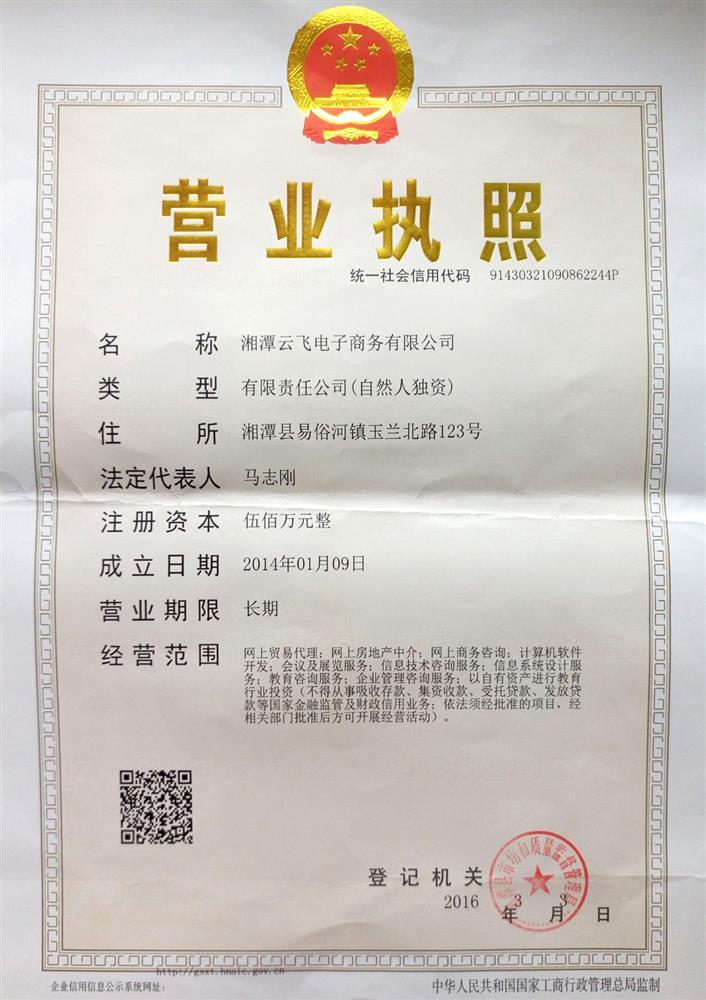 营业执照
统一社会信用代码 91430321090862244P
名称 湘潭云飞电子商务有限公司
类型 有限责任公司(自然人独资)
住所 湘潭县易俗河镇玉兰北路123号
法定代表人 马志刚
注册资本 伍佰万元整
成立日期 2014年01月09日
营业期限 长期
经营范围 网上贸易代理；网上房地产中介；网上商务咨询；计算机软件
开发；会议及展览服务；信息技术咨询服务；信息系统设计服
务；教育咨询服务；企业管理咨询服务；以自有资产进行教育
行业投资（不得从事吸收存款、集资收款、受托贷款、发放贷
款等国家金融监管及财政信用业务；依法须经批准的项目，经
相关部门批准后方可开展经营活动）。
登记机关
2016年3月3日
http://gsxt.hnaic.gov.cn
企业信用信息公示系统网址：
中华人民共和国国家工商行政管理总局监制